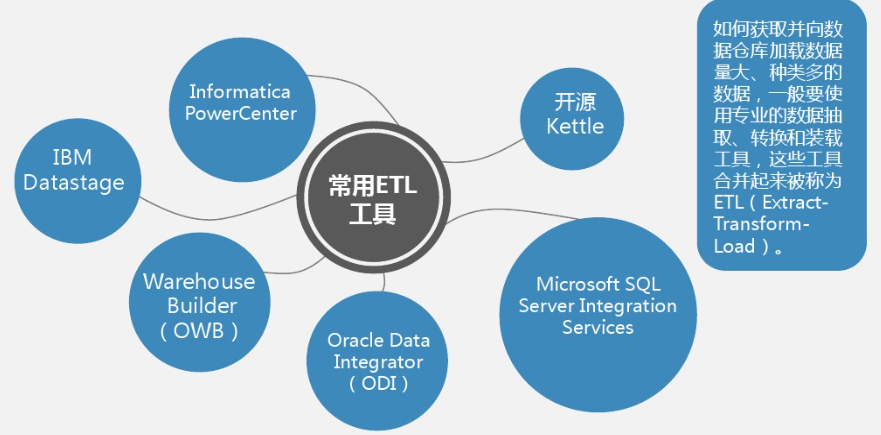 Informatica
PowerCenter
开源
Kettle
IBM
Datastage
常用ETL
工具
Warehouse
Builder
（OWB）
Oracle Data
Integrator
（ODI）
Microsoft SQL
Server Integration
Services
如何获取并向数
据仓库加载数据
量大、种类多的
数据，一般要使
用专业的数据抽
取、转换和装载
工具，这些工具
合并起来被称为
ETL（Extract-
Transform-
Load）。